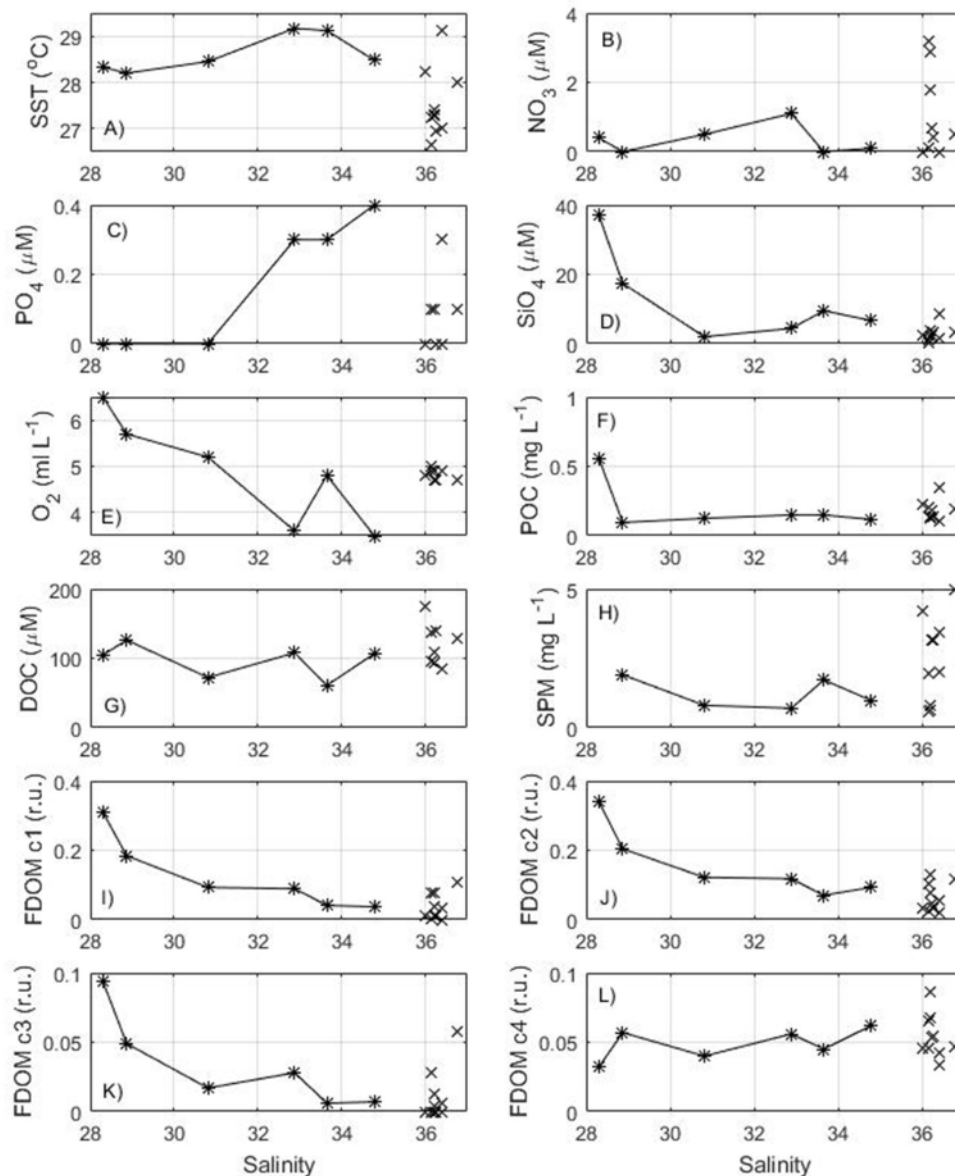 SST (°C)
29
28
27
A)
28 30 32 34 36
NO3 (μM)
4
2
0
B)
28 30 32 34 36
PO4 (μM)
0.4
0.2
0
C)
28 30 32 34 36
SiO4 (μM)
40
20
0
D)
28 30 32 34 36
O2 (ml L-1)
6
5
4
E)
28 30 32 34 36
POC (mg L-1)
1
0.5
0
F)
28 30 32 34 36
DOC (μM)
200
100
0
G)
28 30 32 34 36
SPM (mg L-1)
5
0
H)
28 30 32 34 36
FDOM c1 (r.u.)
0.4
0.2
0
I)
28 30 32 34 36
FDOM c2 (r.u.)
0.4
0.2
0
J)
28 30 32 34 36
FDOM c3 (r.u.)
0.1
0.05
0
K)
28 30 32 34 36
Salinity
FDOM c4 (r.u.)
0.1
0.05
0
L)
28 30 32 34 36
Salinity